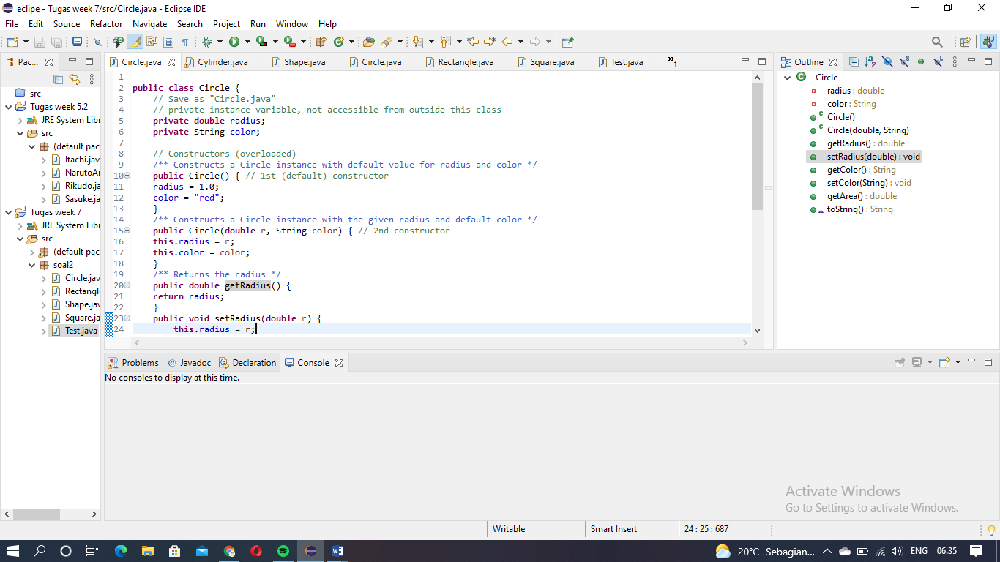 eclipe - Tugas week 7/src/Circle.java - Eclipse IDE
File Edit Source Refactor Navigate Search Project Run Window Help
Pac...
src
Tugas week 5.2
JRE System Libr
src
(default pac
Itachi.jav
NarutoAr
Rikudo.ja
Sasuke.ja
Tugas week 7
JRE System Libr
src
(default pac
soal2
Circle.jav
Rectangl
Shape.jav
Square.ja
Test.java
Circle.java Cylinder.java Shape.java Circle.java Rectangle.java Square.java Test.java »1
1
2 public class Circle {
3 // Save as "Circle.java"
4 // private instance variable, not accessible from outside this class
5 private double radius;
6 private String color;
7
8 // Constructors (overloaded)
9 /** Constructs a Circle instance with default value for radius and color */
10 public Circle() { // 1st (default) constructor
11 radius = 1.0;
12 color = "red";
13 }
14 /** Constructs a Circle instance with the given radius and default color */
15 public Circle(double r, String color) { // 2nd constructor
16 this.radius = r;
17 this.color = color;
18 }
19 /** Returns the radius */
20 public double getRadius() {
21 return radius;
22 }
23 public void setRadius(double r) {
24 this.radius = r;
Outline
Circle
radius : double
color : String
Circle()
Circle(double, String)
getRadius() : double
setRadius(double) : void
getColor() : String
setColor(String) : void
getArea() : double
toString() : String
Problems @ Javadoc Declaration Console
No consoles to display at this time.
Activate Windows
Go to Settings to activate Windows.
Writable Smart Insert 24 : 25 : 687
20°C Sebagian... ENG 06.35